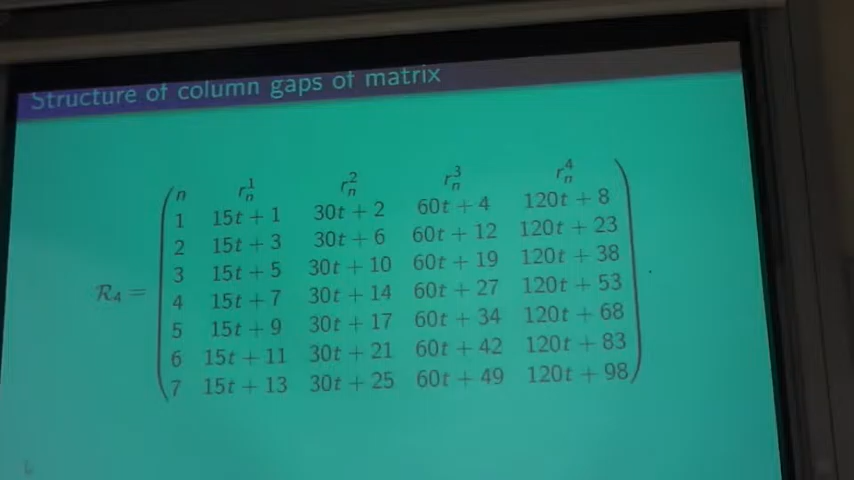 Structure of column gaps of matrix
n r_n^1 r_n^2 r_n^3 r_n^4
1 15t + 1 30t + 2 60t + 4 120t + 8
2 15t + 3 30t + 6 60t + 12 120t + 23
R₄ = 3 15t + 5 30t + 10 60t + 19 120t + 38
4 15t + 7 30t + 14 60t + 27 120t + 53
5 15t + 9 30t + 17 60t + 34 120t + 68
6 15t + 11 30t + 21 60t + 42 120t + 83
7 15t + 13 30t + 25 60t + 49 120t + 98